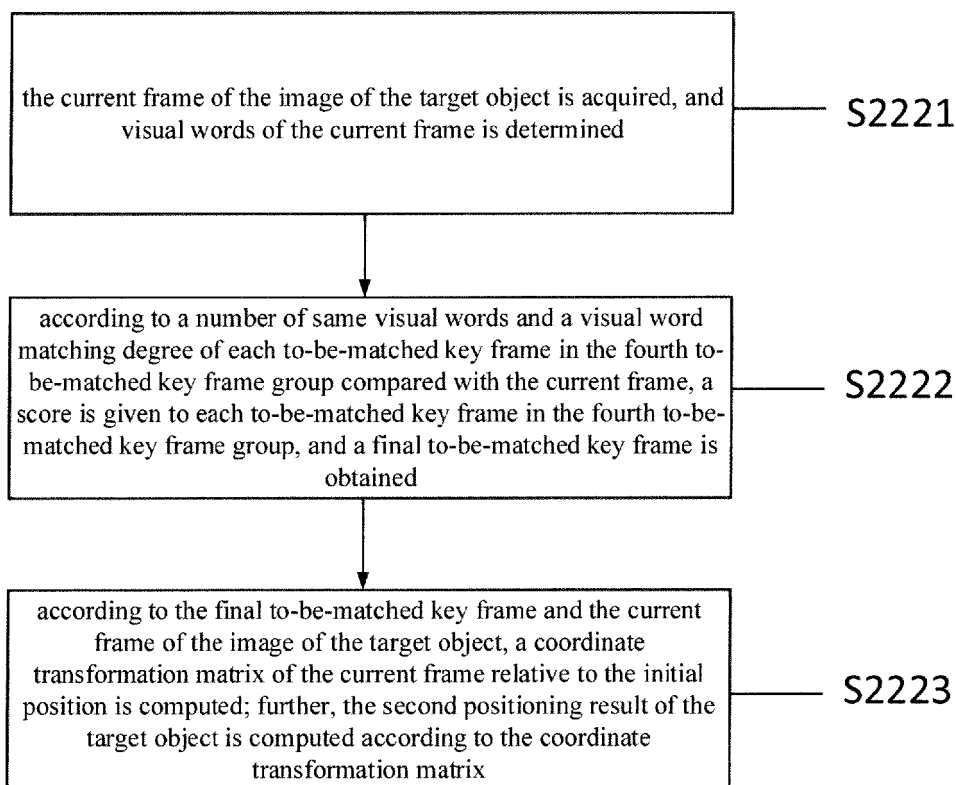 the current frame of the image of the target object is acquired, and
visual words of the current frame is determined
S2221
according to a number of same visual words and a visual word
matching degree of each to-be-matched key frame in the fourth to-
be-matched key frame group compared with the current frame, a
score is given to each to-be-matched key frame in the fourth to-be-
matched key frame group, and a final to-be-matched key frame is
obtained
S2222
according to the final to-be-matched key frame and the current
frame of the image of the target object, a coordinate
transformation matrix of the current frame relative to the initial
position is computed; further, the second positioning result of the
target object is computed according to the coordinate
transformation matrix
S2223